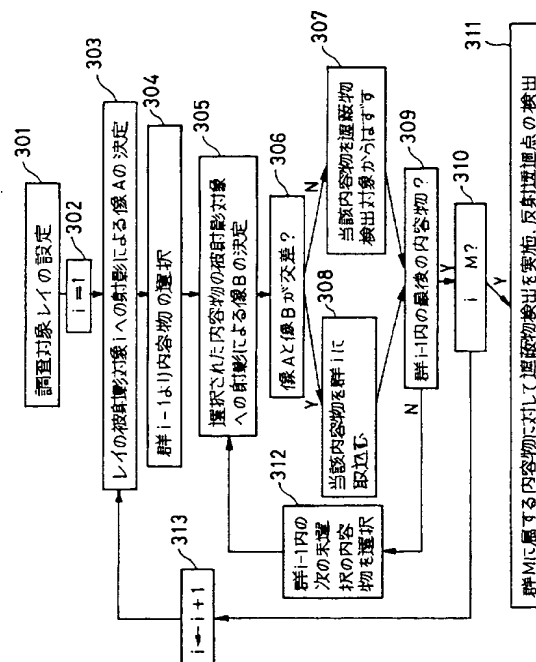 301
調査対象レイの設定
302
i=1
303
レイの被射影対象iへの射影による像Aの決定
304
群i-1より内容物の選択
305
選択された内容物の被射影対象
への射影による像Bの決定
306
像Aと像Bが交差?
Y
N
307
当該内容物を遮蔽物
検出対象からはずす
308
当該内容物を群iに
取込む
309
群i-1内の最後の内容物?
N
Y
310
i M?
Y
311
群Mに属する内容物に対して遮蔽物検出を実施,反射透過点の検出
312
群i-1内の
次の未選
択の内容
物を選択
313
i←i+1